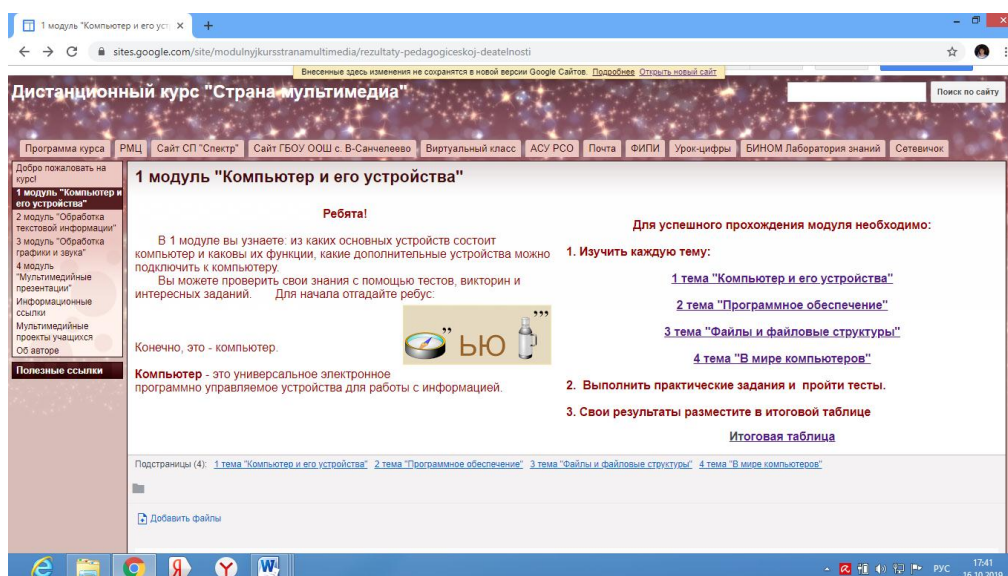 1 модуль "Компьютер и его уст
sites.google.com/site/modulnyjkursstranamultimedia/rezultaty-pedagogiceskoj-deatelnosti
Внесенные здесь изменения не сохранятся в новой версии Google Сайтов. Подробнее Открыть новый сайт
Дистанционный курс "Страна мультимедиа"
Поиск по сайту
Программа курса РМЦ Сайт СП "Спектр" Сайт ГБОУ ООШ с. В-Санчелеево Виртуальный класс АСУ РСО Почта ФИПИ Урок-цифры БИНОМ Лаборатория знаний Сетевичок
Добро пожаловать на
курс!
1 модуль "Компьютер и
его устройства"
2 модуль "Обработка
текстовой информации"
3 модуль "Обработка
графики и звука"
4 модуль
"Мультимедийные
презентации"
Информационные
ссылки
Мультимедийные
проекты учащихся
Об авторе
Полезные ссылки
1 модуль "Компьютер и его устройства"
Ребята!
В 1 модуле вы узнаете: из каких основных устройств состоит
компьютер и каковы их функции, какие дополнительные устройства можно
подключить к компьютеру.
Вы можете проверить свои знания с помощью тестов, викторин и
интересных заданий. Для начала отгадайте ребус:
" ЬЮ "'
Конечно, это - компьютер.
Компьютер - это универсальное электронное
программно управляемое устройства для работы с информацией.
Для успешного прохождения модуля необходимо:
1. Изучить каждую тему:
1 тема "Компьютер и его устройства"
2 тема "Программное обеспечение"
3 тема "Файлы и файловые структуры"
4 тема "В мире компьютеров"
2. Выполнить практические задания и пройти тесты.
3. Свои результаты разместите в итоговой таблице
Итоговая таблица
Подстраницы (4): 1 тема "Компьютер и его устройства" 2 тема "Программное обеспечение" 3 тема "Файлы и файловые структуры" 4 тема "В мире компьютеров"
Добавить файлы
РУС
17:41
16.10.2019